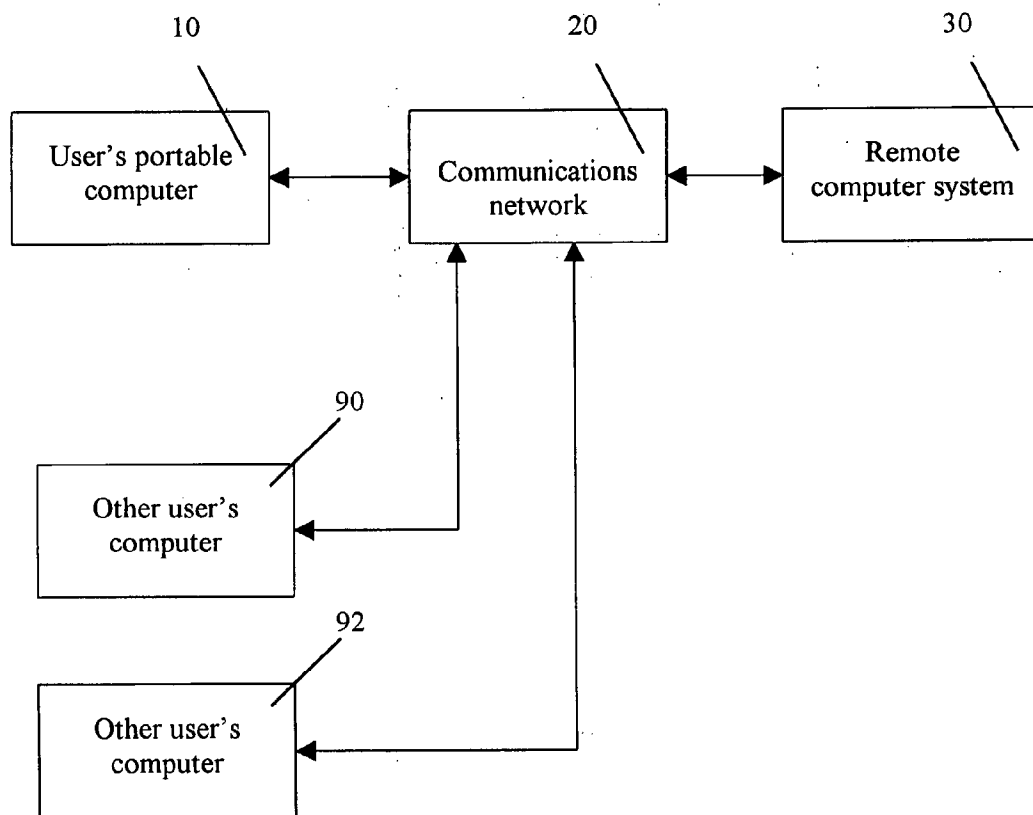 10
20
30
User's portable
computer
Communications
network
Remote
computer system
90
Other user's
computer
92
Other user's
computer